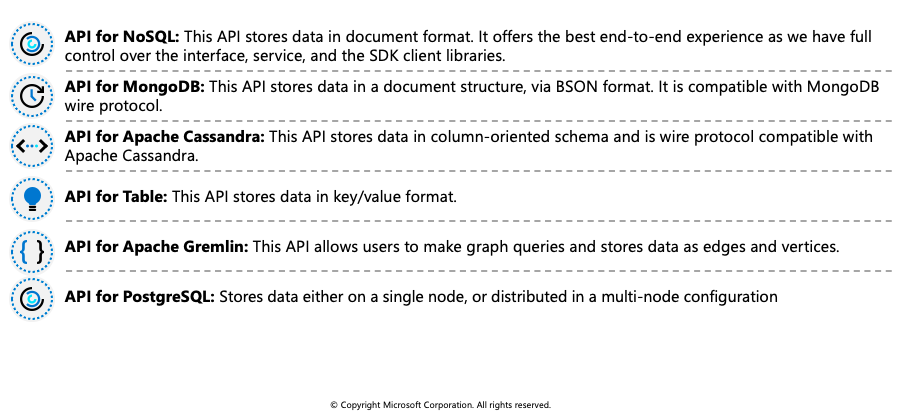 API for NoSQL: This API stores data in document format. It offers the best end-to-end experience as we have full
control over the interface, service, and the SDK client libraries.
API for MongoDB: This API stores data in a document structure, via BSON format. It is compatible with MongoDB
wire protocol.
API for Apache Cassandra: This API stores data in column-oriented schema and is wire protocol compatible with
Apache Cassandra.
API for Table: This API stores data in key/value format.
API for Apache Gremlin: This API allows users to make graph queries and stores data as edges and vertices.
API for PostgreSQL: Stores data either on a single node, or distributed in a multi-node configuration
© Copyright Microsoft Corporation. All rights reserved.